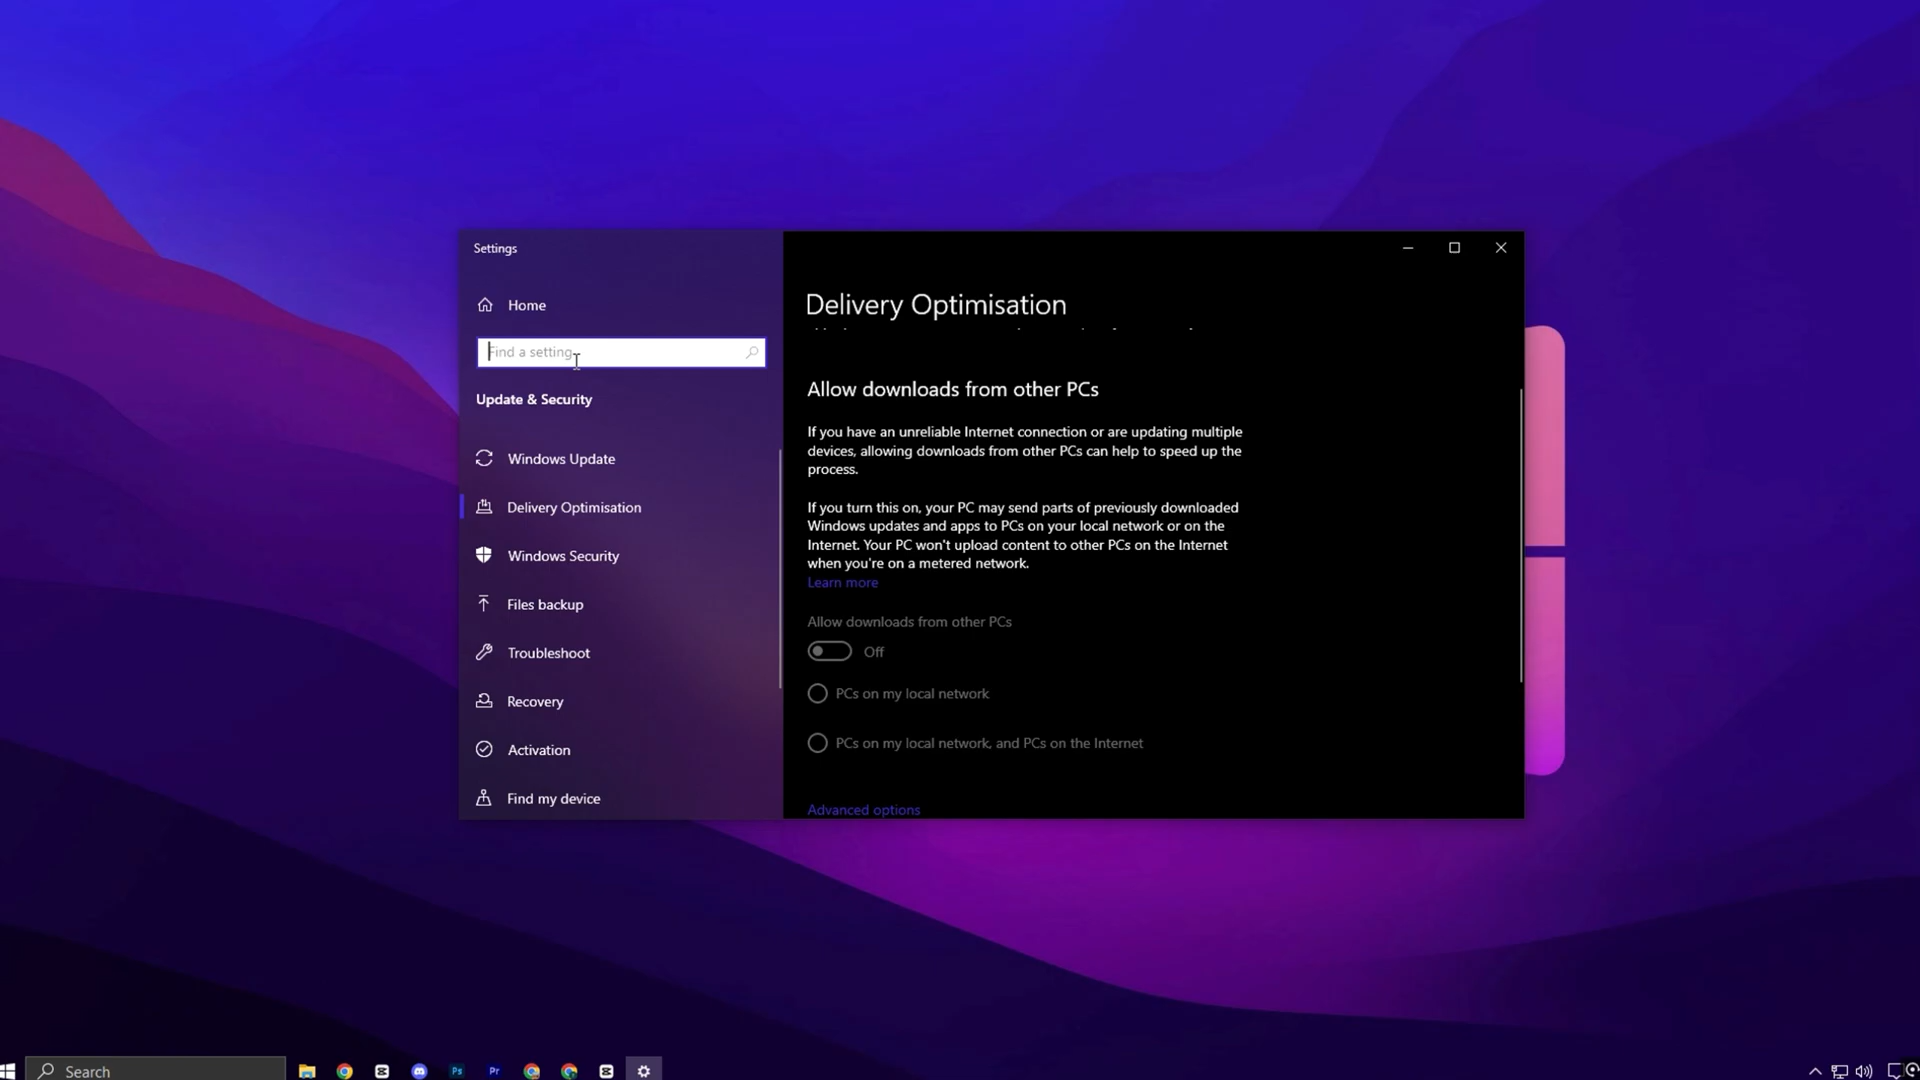 Settings
Home
Find a setting
Update & Security
Windows Update
Delivery Optimisation
Windows Security
Files backup
Troubleshoot
Recovery
Activation
Find my device
Delivery Optimisation
Allow downloads from other PCs
If you have an unreliable Internet connection or are updating multiple
devices, allowing downloads from other PCs can help to speed up the
process.
If you turn this on, your PC may send parts of previously downloaded
Windows updates and apps to PCs on your local network or on the
Internet. Your PC won't upload content to other PCs on the Internet
when you're on a metered network.
Learn more
Allow downloads from other PCs
Off
PCs on my local network
PCs on my local network, and PCs on the Internet
Advanced options
Search
Ps
Pr